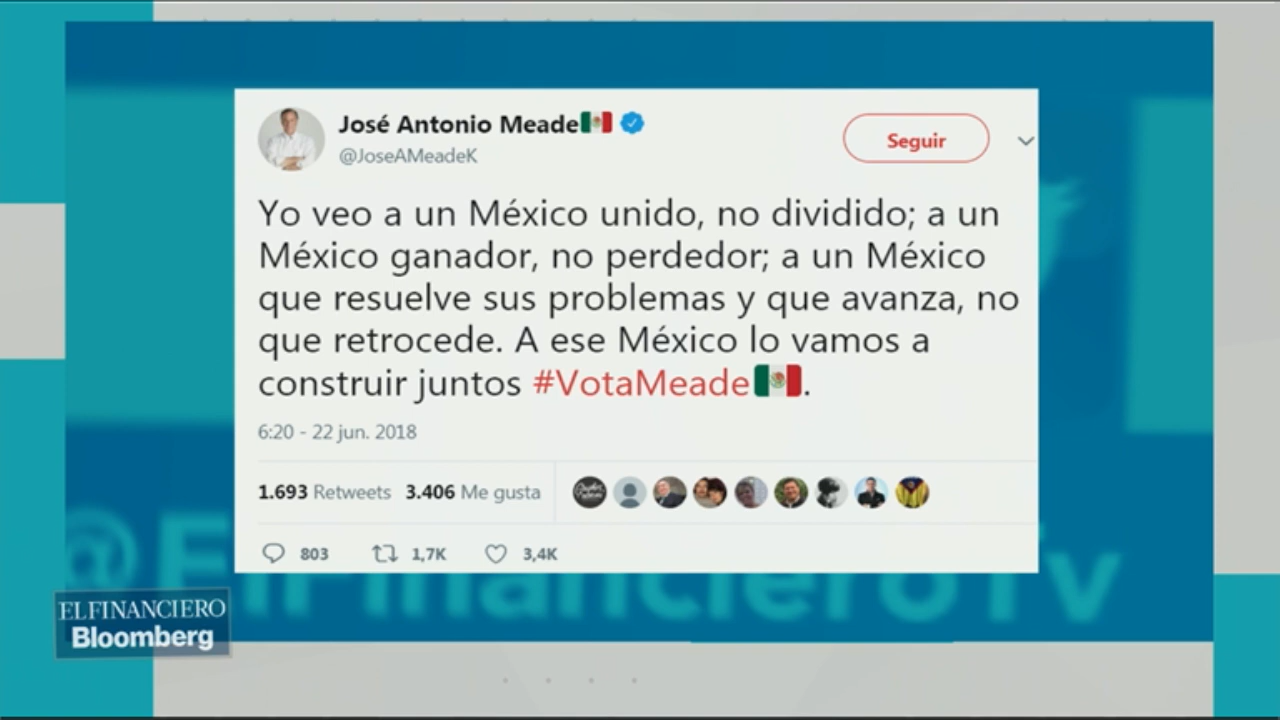 José Antonio Meade
@JoseAMeadeK
Seguir
Yo veo a un México unido, no dividido; a un
México ganador, no perdedor; a un México
que resuelve sus problemas y que avanza, no
que retrocede. A ese México lo vamos a
construir juntos #VotaMeade🇲🇽.
6:20 - 22 jun. 2018
1.693 Retweets 3.406 Me gusta
803 1,7K 3,4K
@ElFinancieroTv
EL FINANCIERO
Bloomberg